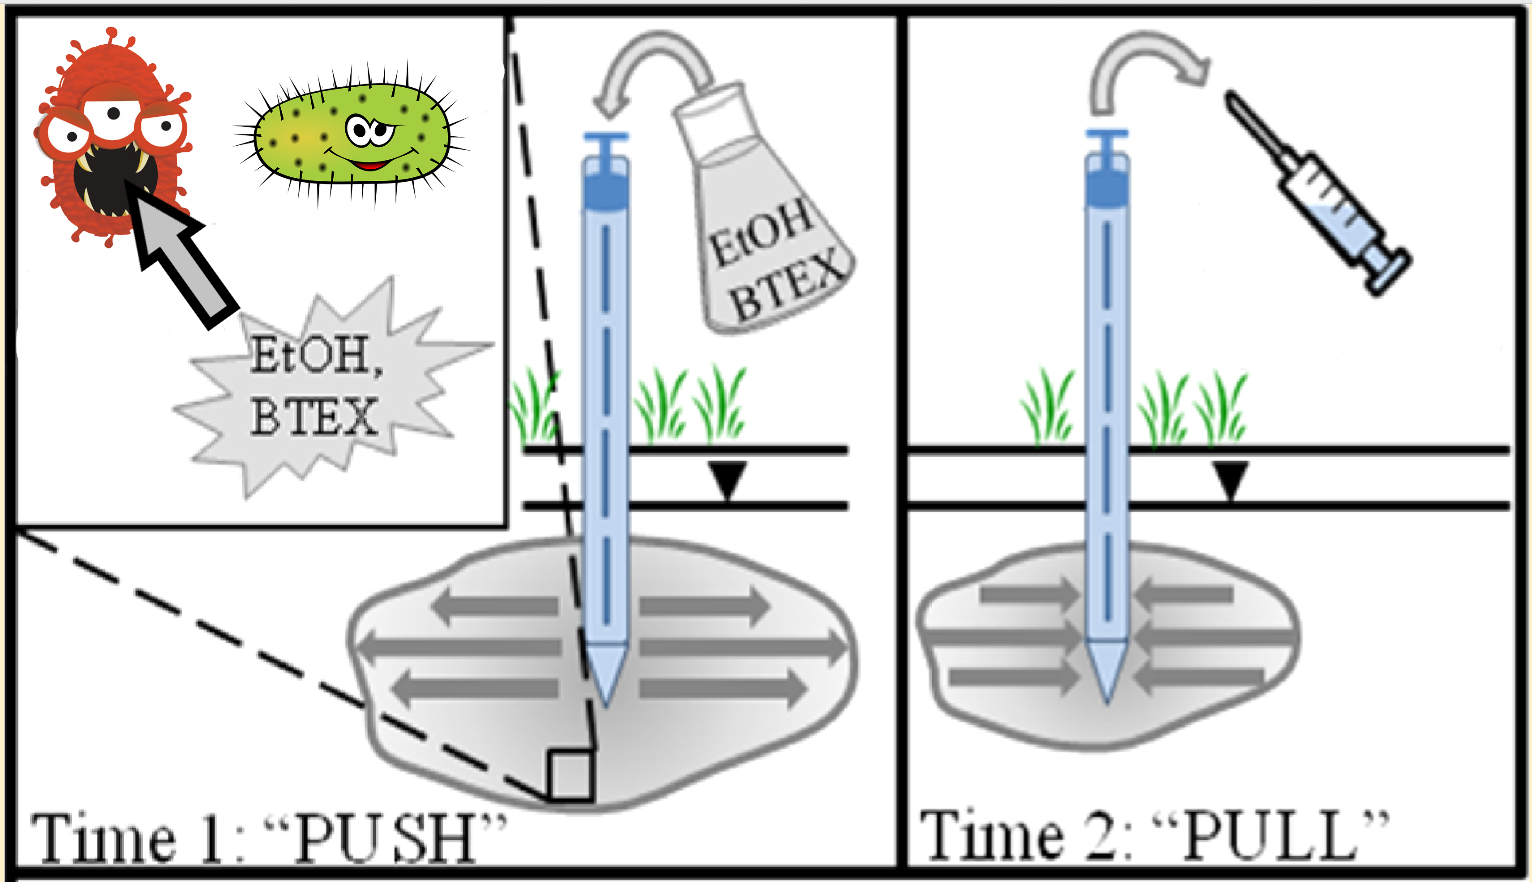 EtOH,
BTEX
EtOH
BTEX
Time 1: “PUSH”
Time 2: “PULL”